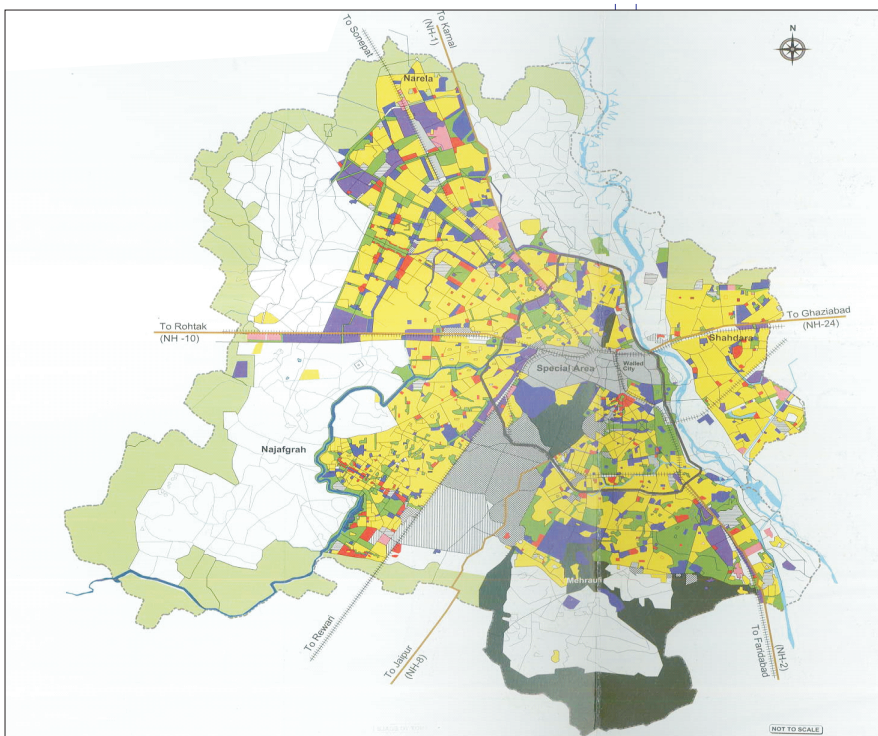 N
To Sonepat
To Karnal
(NH-1)
Narela
YAMUNA R.
To Rohtak
(NH -10)
To Ghaziabad
(NH-24)
Shahdara
Special Area
Walled
City
Najafgrah
Mehrauli
To Rewari
To Jaipur
(NH-8)
To Faridabad
(NH-2)
NOT TO SCALE